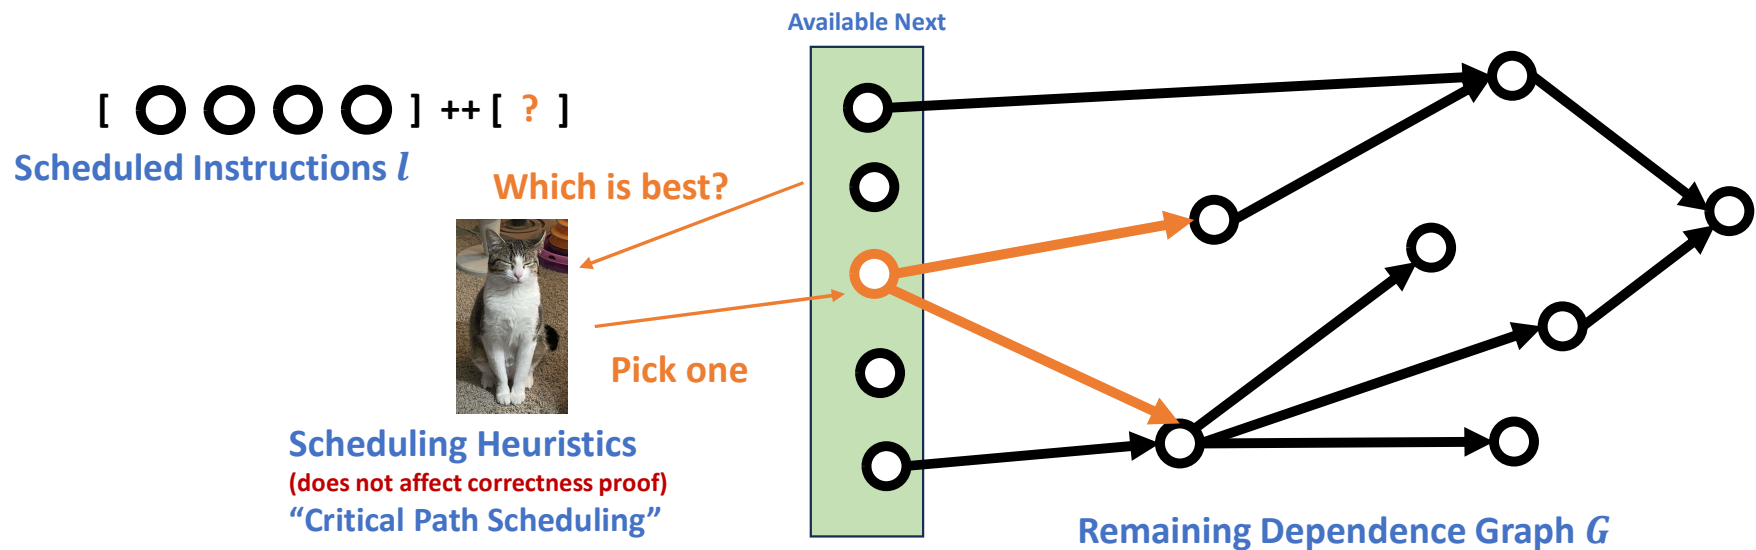 Available Next
[ ] ++ [ ? ]
Scheduled Instructions l
Which is best?
Pick one
Scheduling Heuristics
(does not affect correctness proof)
“Critical Path Scheduling”
Remaining Dependence Graph G